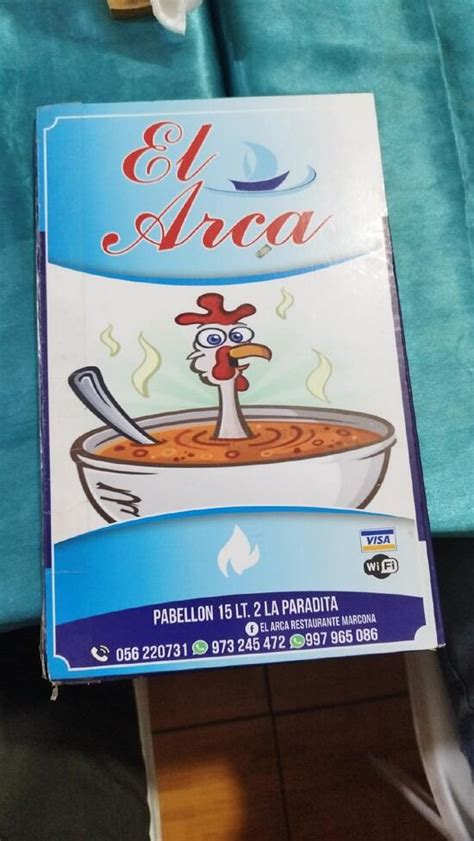 El
Arca
VISA
WiFi
PABELLON 15 LT. 2 LA PARADITA
EL ARCA RESTAURANTE MARCONA
056 220731 973 245 472 997 965 086